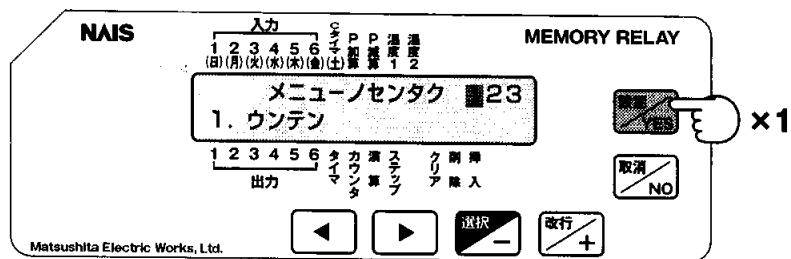 NAIS
MEMORY RELAY
入力
1 2 3 4 5 6 Cタイマ P加算 P減算 温度1 温度2
(日)(月)(火)(水)(木)(金)(土)
メニューノセンタク 23
1. ウンテン
YES ×1
1 2 3 4 5 6 タイマ カウンタ 演算 ステップ クリア 削除 挿入
出力
取消 NO
選択 − 改行 +
Matsushita Electric Works, Ltd.